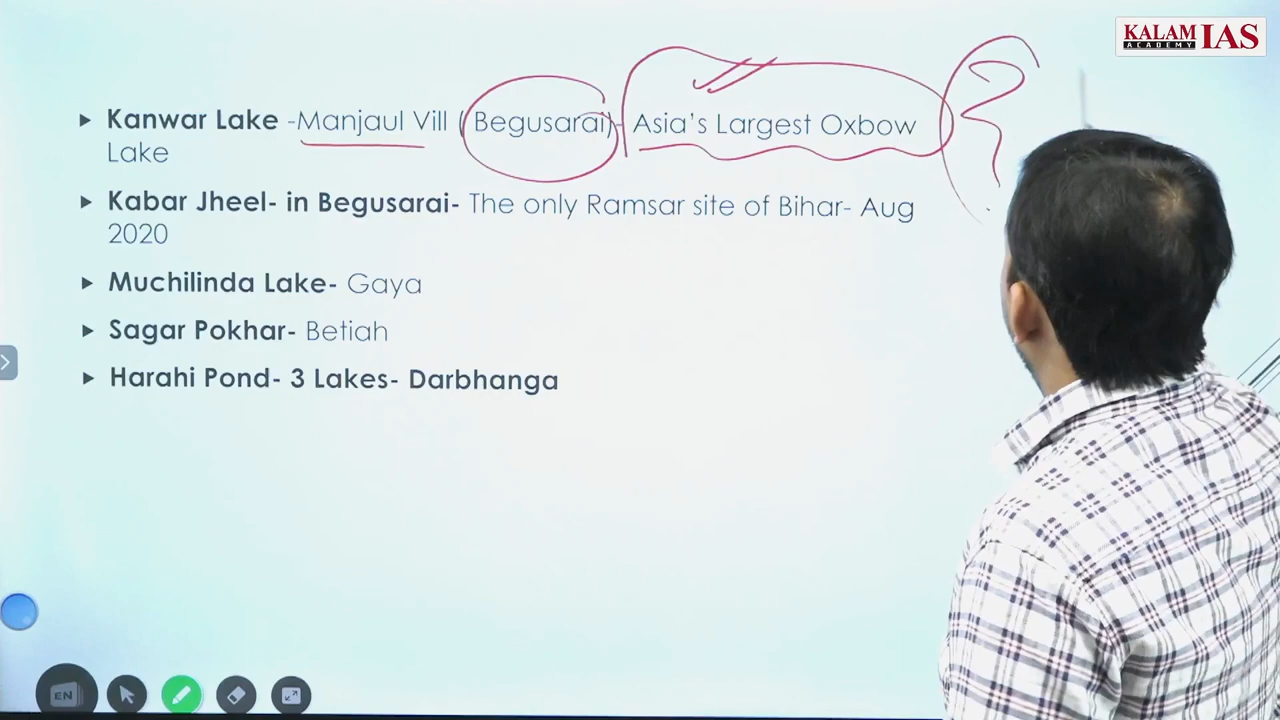 KALAM IAS
ACADEMY
Kanwar Lake -Manjaul Vill ( Begusarai)- Asia's Largest Oxbow
Lake
Kabar Jheel- in Begusarai- The only Ramsar site of Bihar- Aug
2020
Muchilinda Lake- Gaya
Sagar Pokhar- Betiah
Harahi Pond- 3 Lakes- Darbhanga
EN